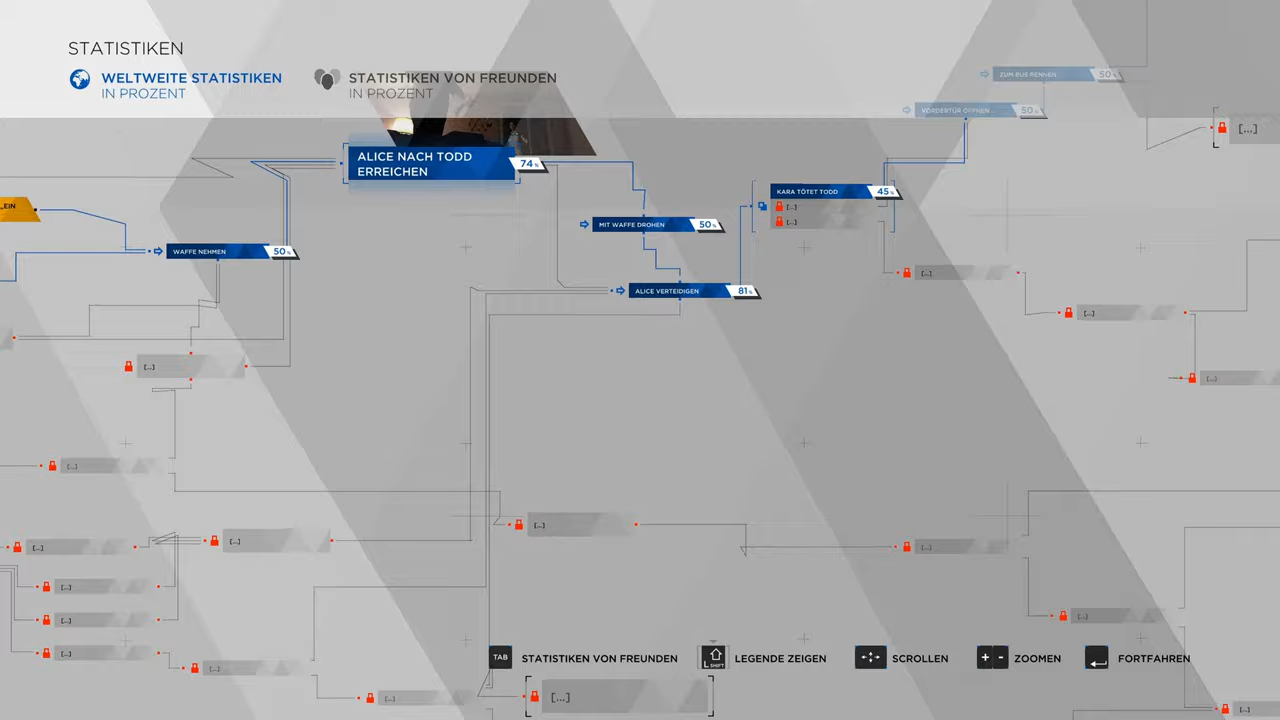 STATISTIKEN
WELTWEITE STATISTIKEN
IN PROZENT
STATISTIKEN VON FREUNDEN
IN PROZENT
ZUM BUS RENNEN
50%
VORDERTÜR ÖFFNEN...
50%
[...]
ALICE NACH TODD
ERREICHEN
74%
KARA TÖTET TODD
45%
[...]
[...]
_EIN
MIT WAFFE DROHEN
50%
WAFFE NEHMEN
50%
[...]
ALICE VERTEIDIGEN
81%
[...]
[...]
[...]
[...]
[...]
[...]
[...]
[...]
[...]
[...]
[...]
[...]
[...]
TAB
STATISTIKEN VON FREUNDEN
L SHIFT
LEGENDE ZEIGEN
SCROLLEN
+ -
ZOOMEN
FORTFAHREN
[...]
[...]
[...]
[...]